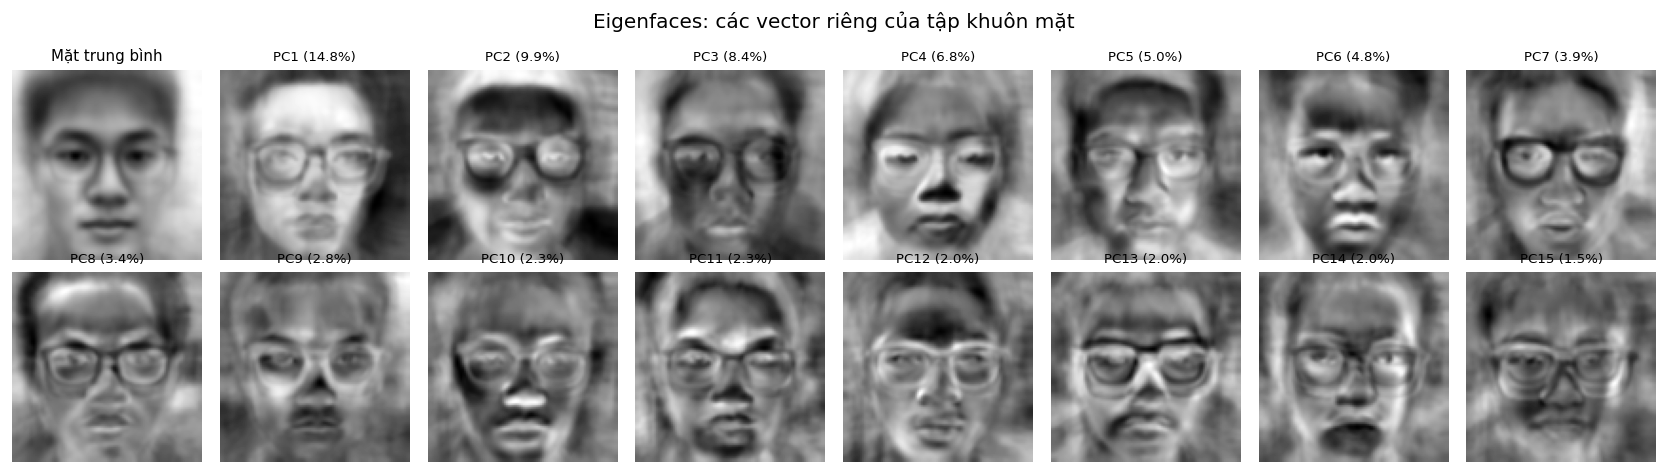 Eigenfaces: các vector riêng của tập khuôn mặt
Mặt trung bình
PC1 (14.8%)
PC2 (9.9%)
PC3 (8.4%)
PC4 (6.8%)
PC5 (5.0%)
PC6 (4.8%)
PC7 (3.9%)
PC8 (3.4%)
PC9 (2.8%)
PC10 (2.3%)
PC11 (2.3%)
PC12 (2.0%)
PC13 (2.0%)
PC14 (2.0%)
PC15 (1.5%)